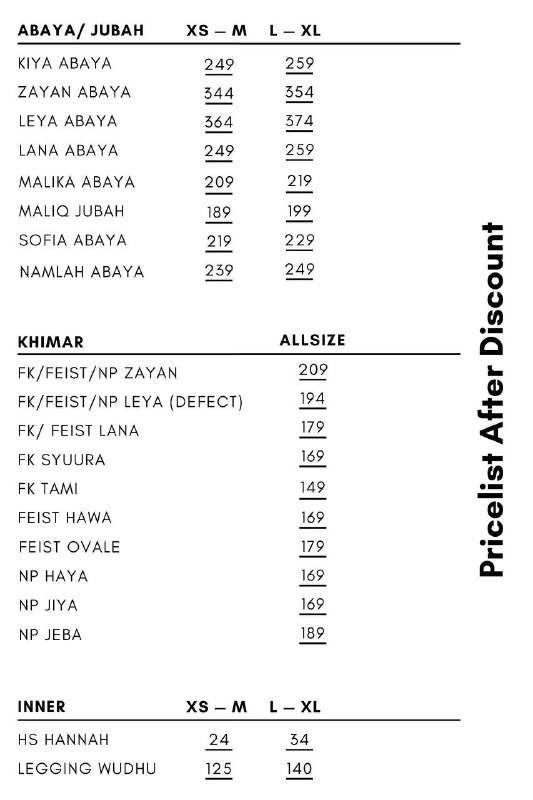 ABAYA/ JUBAH XS – M L – XL
KIYA ABAYA 249 259
ZAYAN ABAYA 344 354
LEYA ABAYA 364 374
LANA ABAYA 249 259
MALIKA ABAYA 209 219
MALIQ JUBAH 189 199
SOFIA ABAYA 219 229
NAMLAH ABAYA 239 249
KHIMAR ALLSIZE
FK/FEIST/NP ZAYAN 209
FK/FEIST/NP LEYA (DEFECT) 194
FK/ FEIST LANA 179
FK SYUURA 169
FK TAMI 149
FEIST HAWA 169
FEIST OVALE 179
NP HAYA 169
NP JIYA 169
NP JEBA 189
INNER XS – M L – XL
HS HANNAH 24 34
LEGGING WUDHU 125 140
Pricelist After Discount